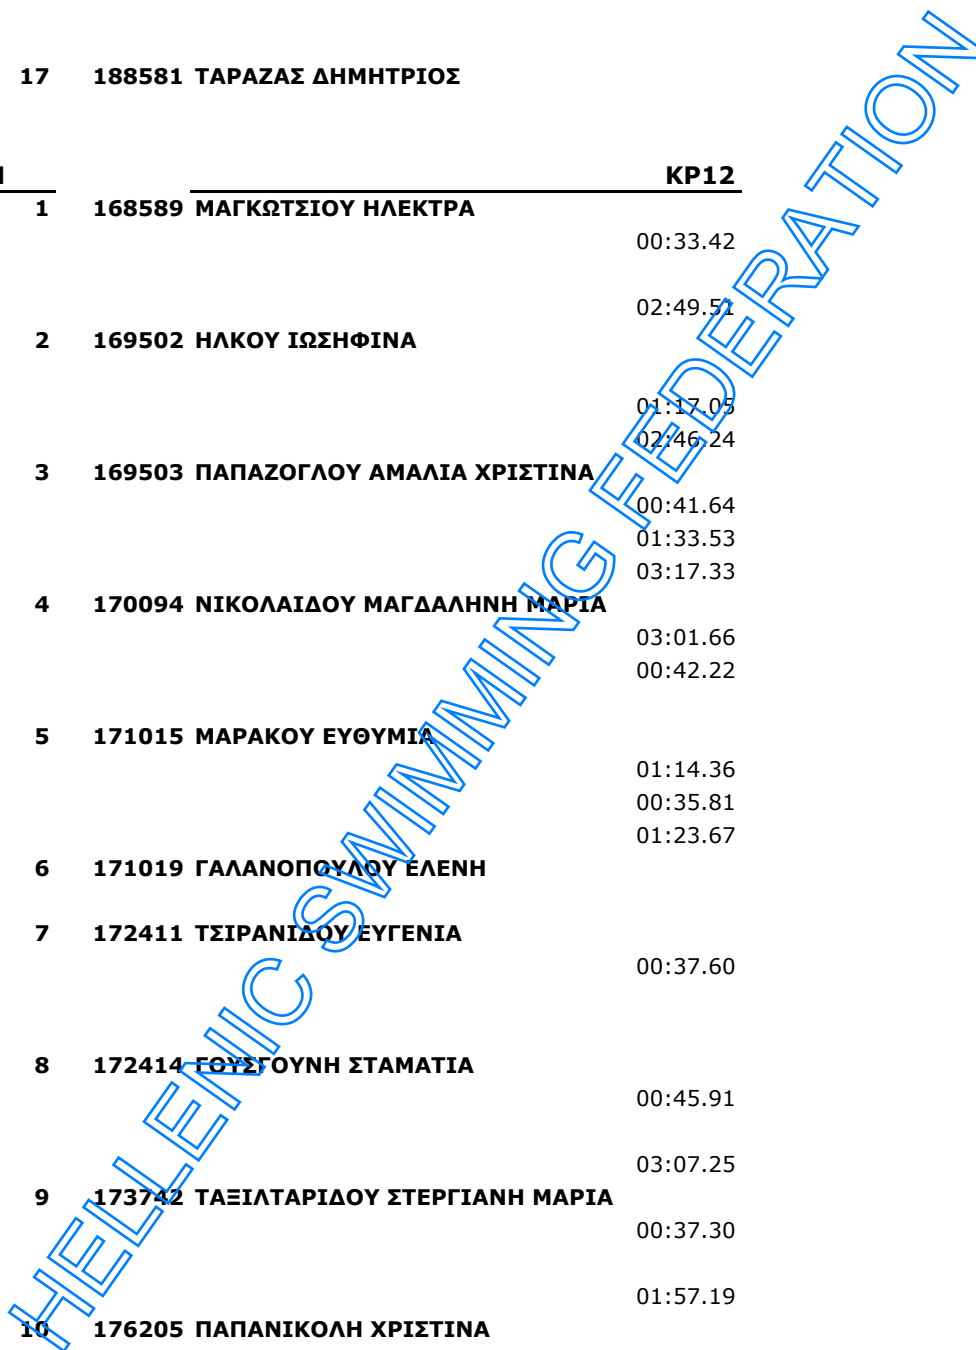 17 188581 ΤΑΡΑΖΑΣ ΔΗΜΗΤΡΙΟΣ
ΚΡ12
1 168589 ΜΑΓΚΩΤΣΙΟΥ ΗΛΕΚΤΡΑ
00:33.42
02:49.51
2 169502 ΗΛΚΟΥ ΙΩΣΗΦΙΝΑ
01:17.05
02:46.24
3 169503 ΠΑΠΑΖΟΓΛΟΥ ΑΜΑΛΙΑ ΧΡΙΣΤΙΝΑ
00:41.64
01:33.53
03:17.33
4 170094 ΝΙΚΟΛΑΙΔΟΥ ΜΑΓΔΑΛΗΝΗ ΜΑΡΙΑ
03:01.66
00:42.22
5 171015 ΜΑΡΑΚΟΥ ΕΥΘΥΜΙΑ
01:14.36
00:35.81
01:23.67
6 171019 ΓΑΛΑΝΟΠΟΥΛΟΥ ΕΛΕΝΗ
7 172411 ΤΣΙΡΑΝΙΔΟΥ ΕΥΓΕΝΙΑ
00:37.60
8 172414 ΓΟΥΣΓΟΥΝΗ ΣΤΑΜΑΤΙΑ
00:45.91
03:07.25
9 173742 ΤΑΞΙΛΤΑΡΙΔΟΥ ΣΤΕΡΓΙΑΝΗ ΜΑΡΙΑ
00:37.30
01:57.19
10 176205 ΠΑΠΑΝΙΚΟΛΗ ΧΡΙΣΤΙΝΑ
HELLENIC SWIMMING FEDERATION